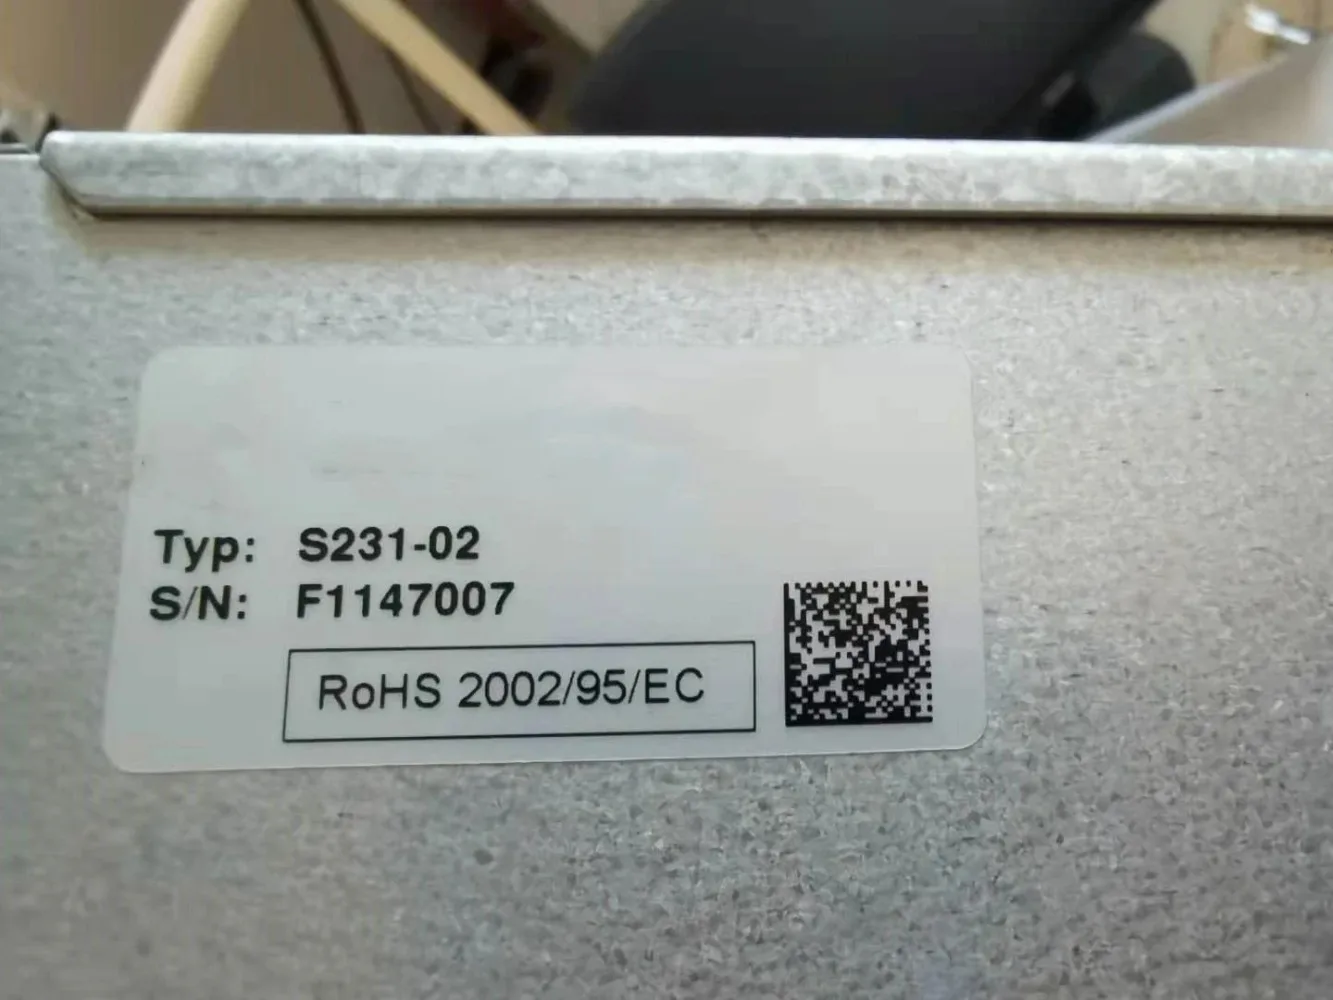 Typ: S231-02
S/N: F1147007
RoHS 2002/95/EC